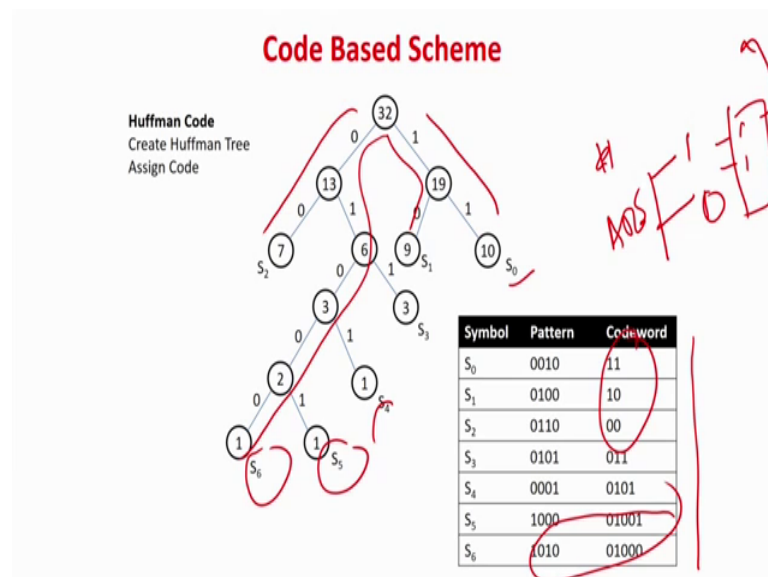 Code Based Scheme
Huffman Code
Create Huffman Tree
Assign Code
32
0 1
13 19
0 1 0 1
7 6 9 10
S2 S1 S0
0 1
3 3
S3
0 1
2 1
S4
0 1
1 1
S6 S5
Symbol Pattern Codeword
S0 0010 11
S1 0100 10
S2 0110 00
S3 0101 011
S4 0001 0101
S5 1000 01001
S6 1010 01000
1
0